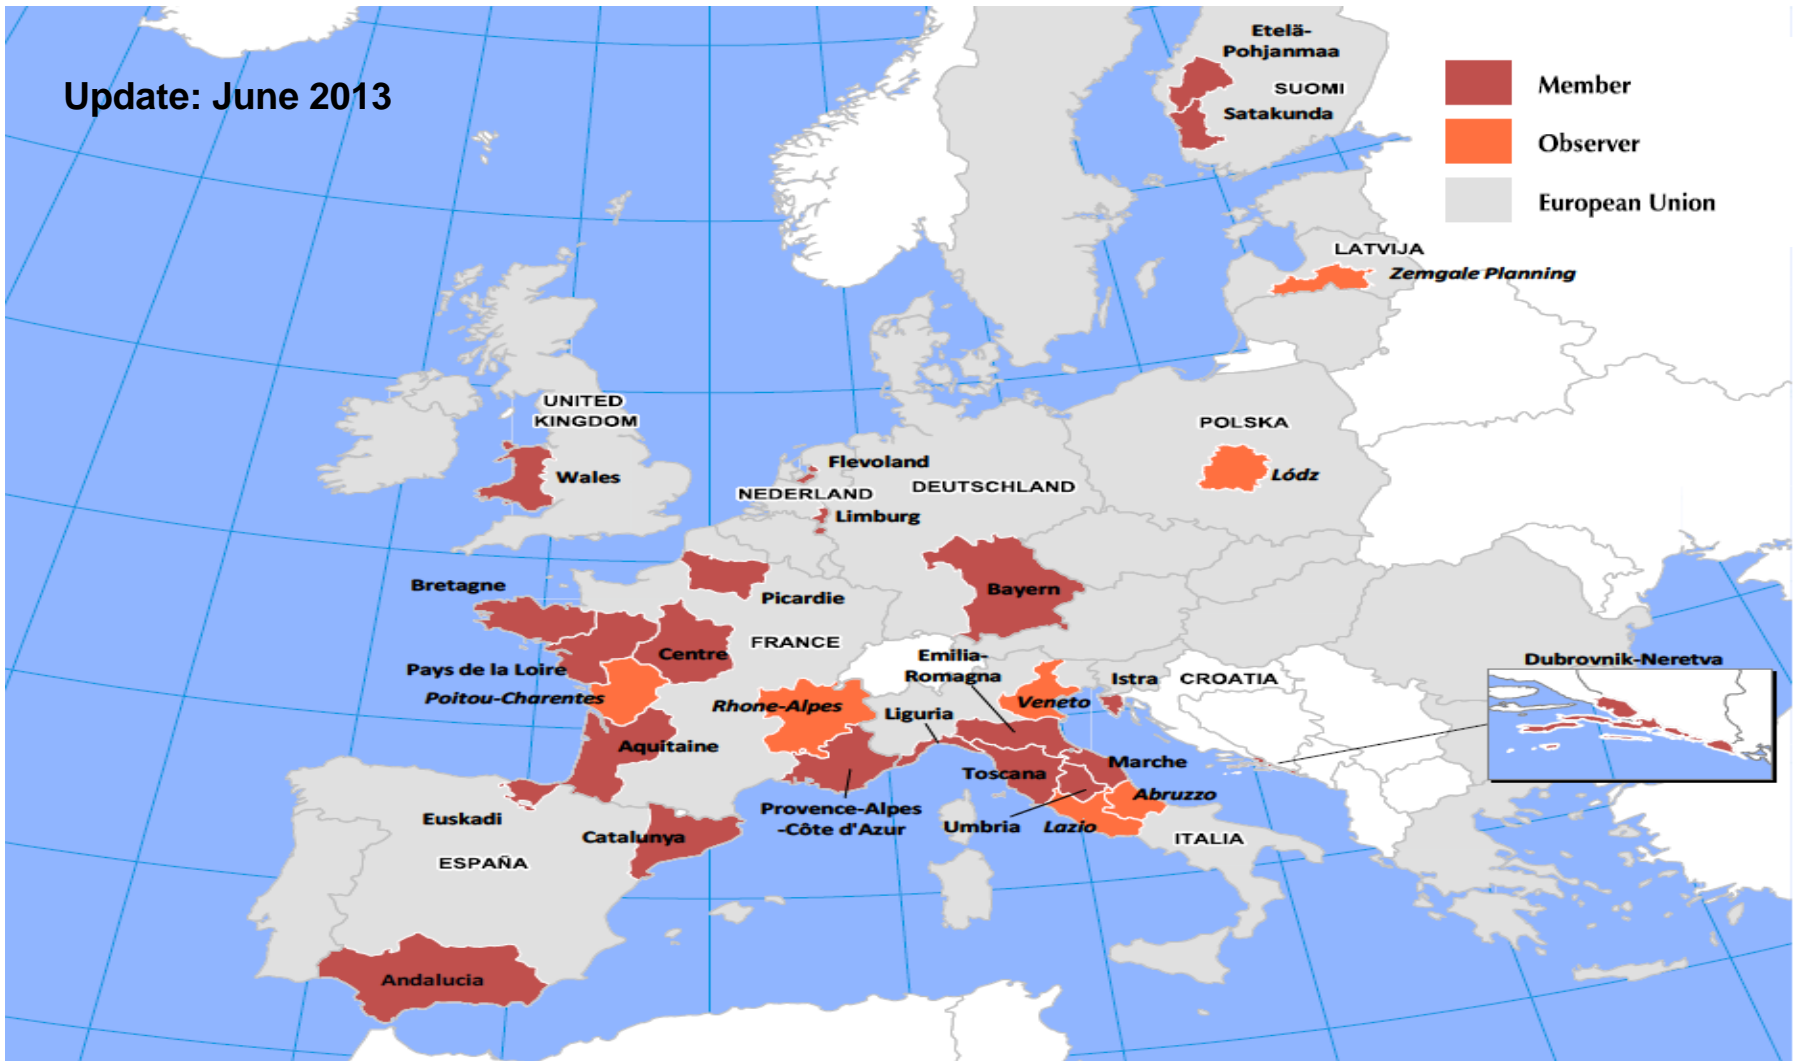 Update: June 2013
Etelä-
Pohjanmaa
SUOMI
Satakunda
Member
Observer
European Union
LATVIJA
Zemgale Planning
UNITED
KINGDOM
Wales
POLSKA
Lódz
Flevoland
NEDERLAND
DEUTSCHLAND
Limburg
Bretagne
Picardie
Bayern
FRANCE
Centre
Pays de la Loire
Poitou-Charentes
Emilia-
Romagna
Istra
CROATIA
Dubrovnik-Neretva
Rhone-Alpes
Liguria
Veneto
Aquitaine
Toscana
Marche
Abruzzo
Euskadi
Catalunya
Provence-Alpes
-Côte d'Azur
Umbria
Lazio
ITALIA
ESPAÑA
Andalucia